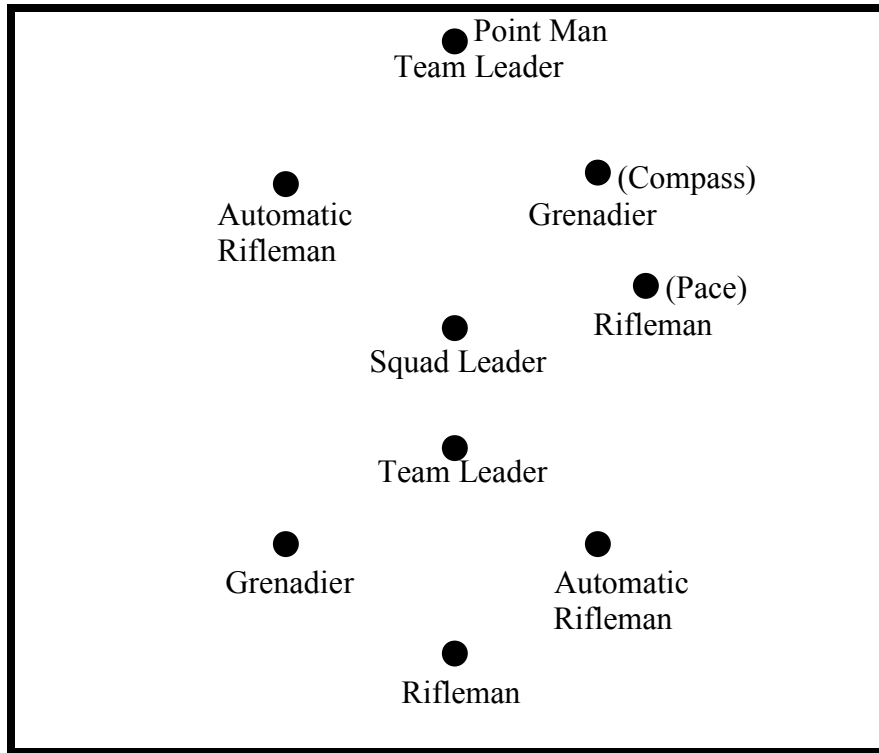 Point Man
Team Leader
(Compass)
Automatic
Rifleman
Grenadier
(Pace)
Rifleman
Squad Leader
Team Leader
Grenadier
Automatic
Rifleman
Rifleman